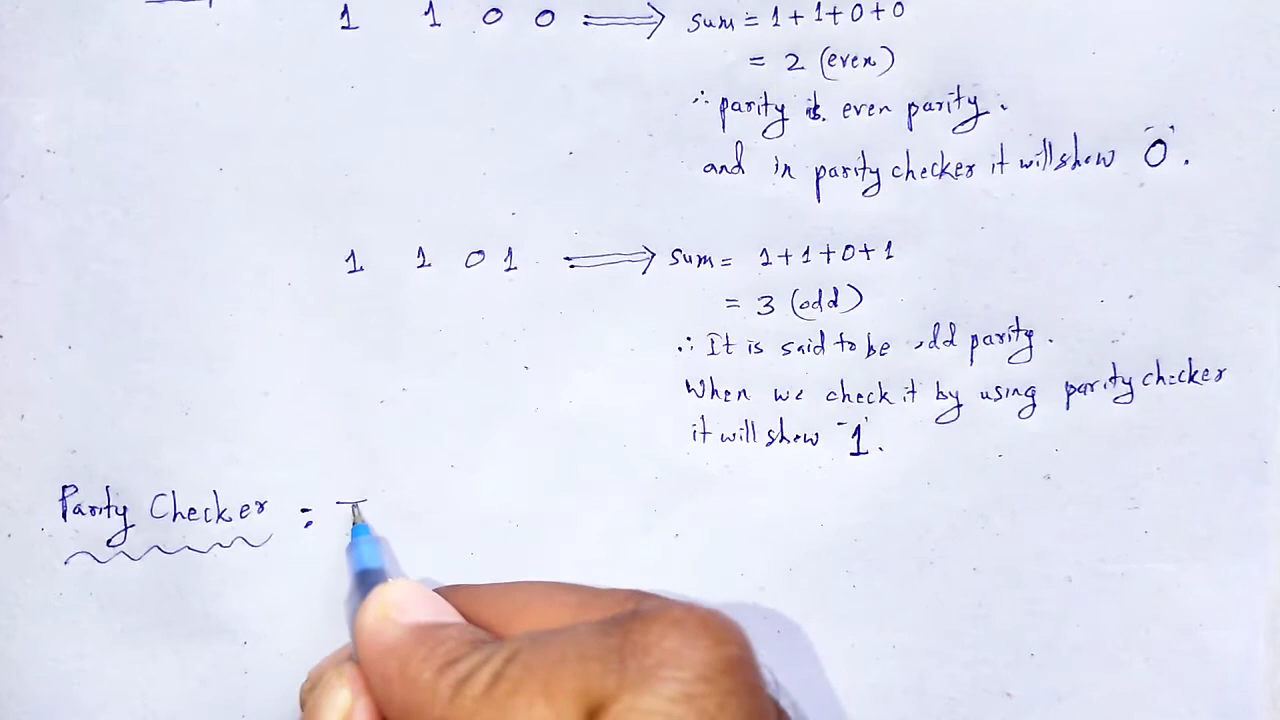 1 1 0 0 ⟹ Sum = 1+1+0+0
= 2 (even)
∴ parity is even parity.
and in parity checker it will show "0".
1 1 0 1 ⟹ Sum = 1+1+0+1
= 3 (odd)
∴ It is said to be odd parity.
When we check it by using parity checker
it will show "1".
Parity Checker :